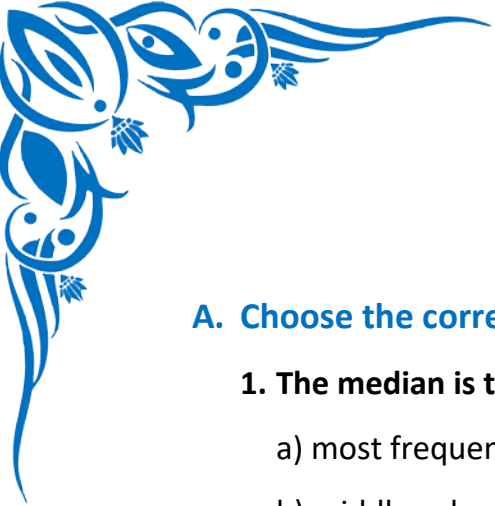 A. Choose the corre
1. The median is t
a) most frequen